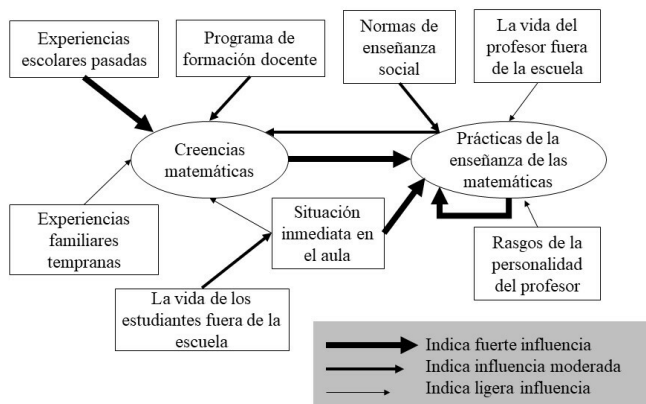 Experiencias
escolares pasadas
Programa de
formación docente
Normas de
enseñanza
social
La vida del
profesor fuera
de la escuela
Creencias
matemáticas
Prácticas de la
enseñanza de las
matemáticas
Experiencias
familiares
tempranas
Situación
inmediata en
el aula
Rasgos de la
personalidad
del profesor
La vida de los
estudiantes fuera de la
escuela
Indica fuerte influencia
Indica influencia moderada
Indica ligera influencia